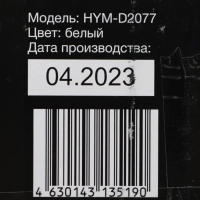 Модель: HYM-D2077
Цвет: белый
Дата производства:
04.2023
4 630143 135190